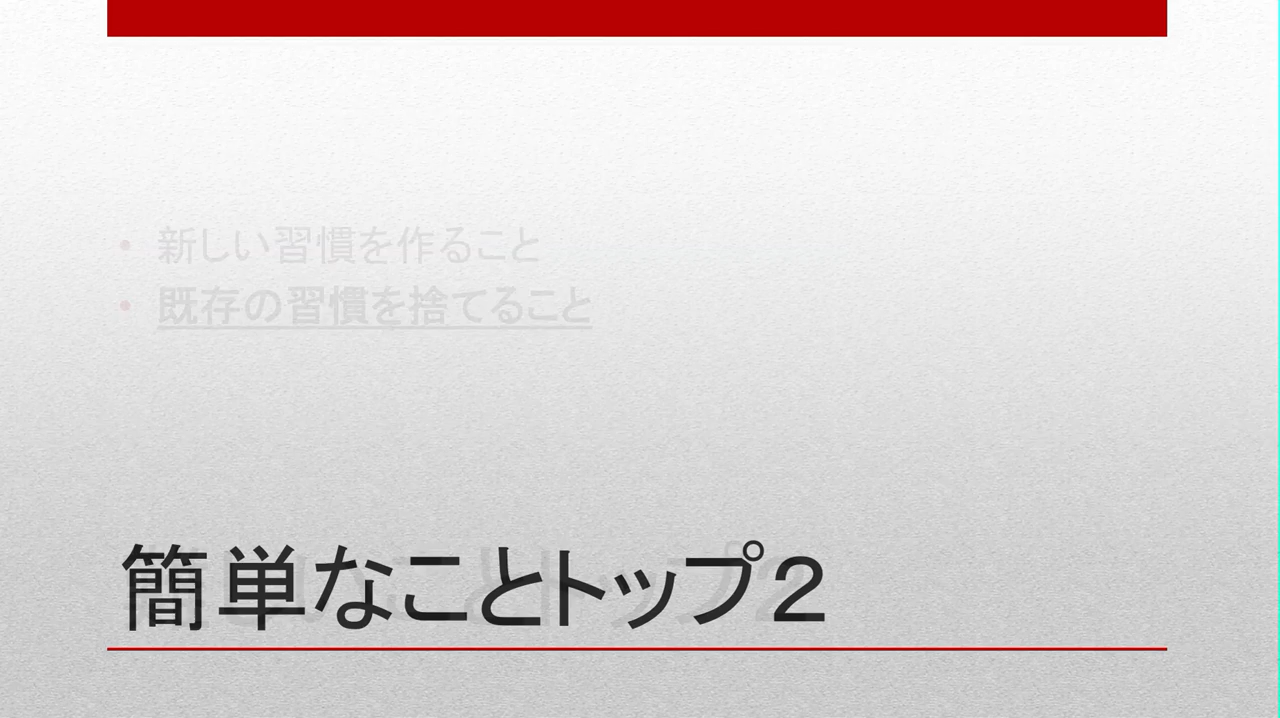 • 新しい習慣を作ること
• 既存の習慣を捨てること
簡単なことトップ２